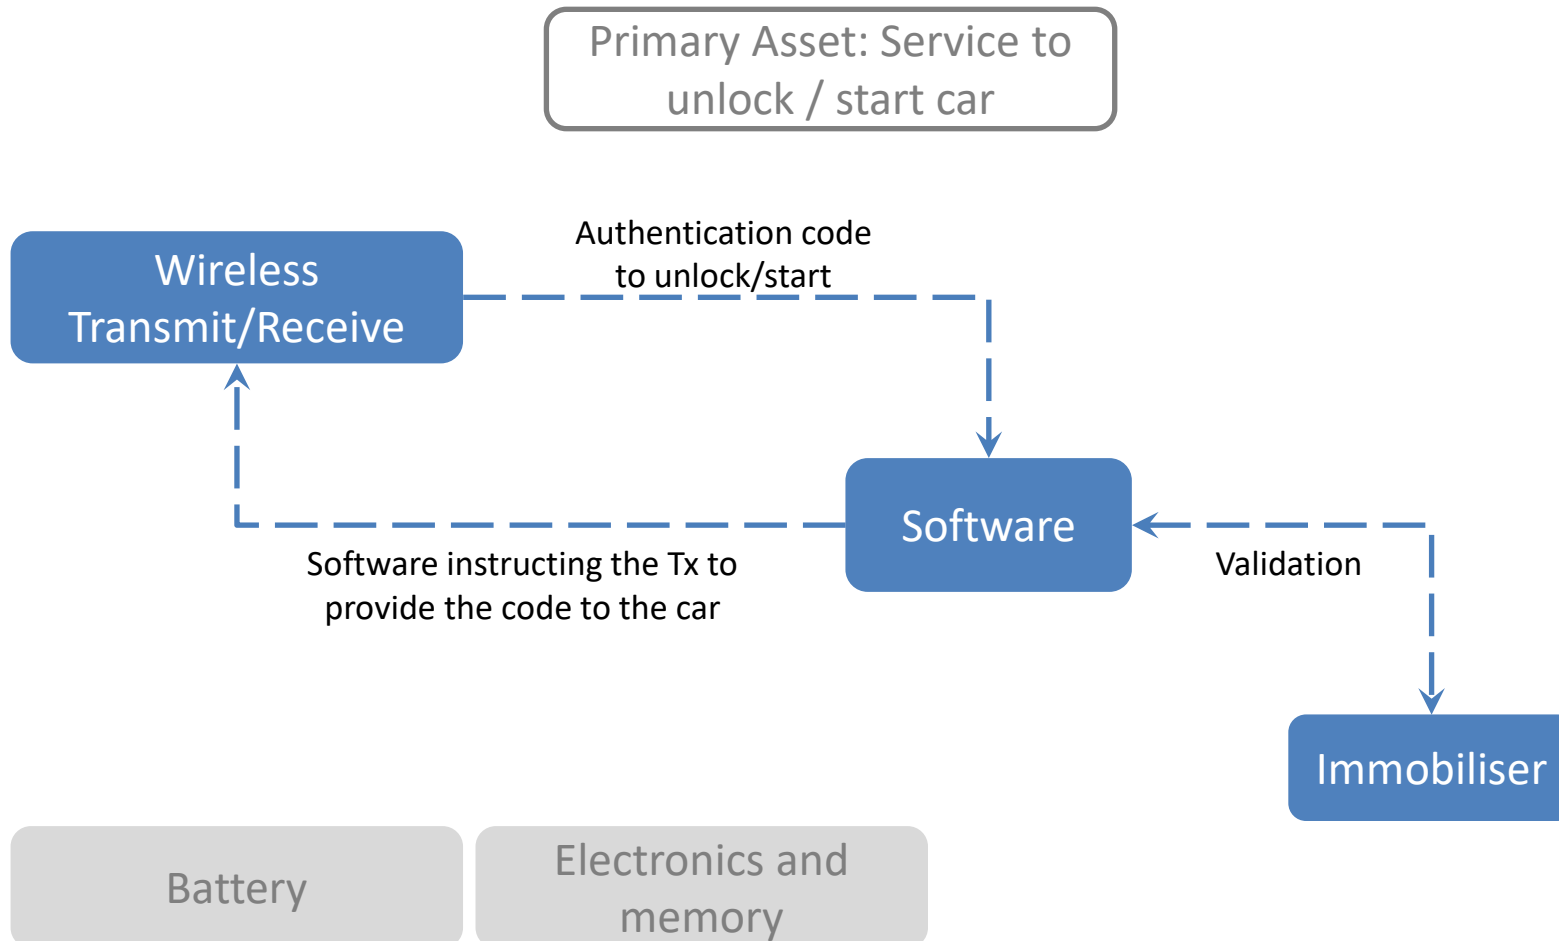 Primary Asset: Service to
unlock / start car
Authentication code
to unlock/start
Wireless
Transmit/Receive
Software
Software instructing the Tx to
provide the code to the car
Validation
Immobiliser
Battery
Electronics and
memory